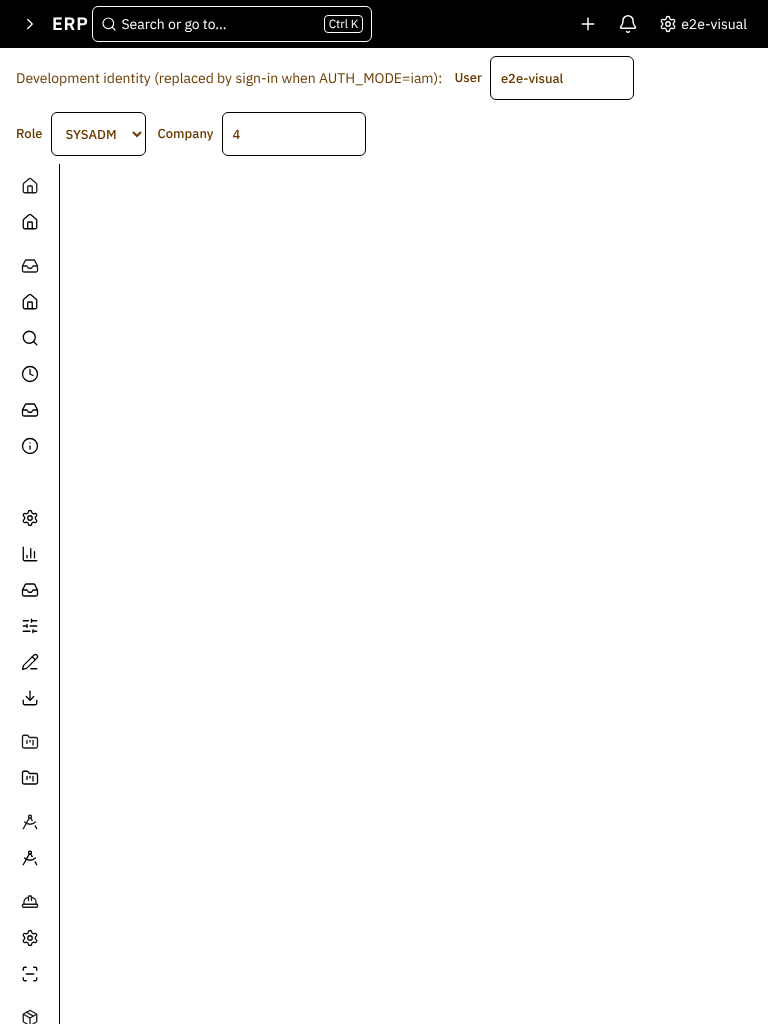 ERP Search or go to... Ctrl K e2e-visual
Development identity (replaced by sign-in when AUTH_MODE=iam): User e2e-visual
Role SYSADM Company 4